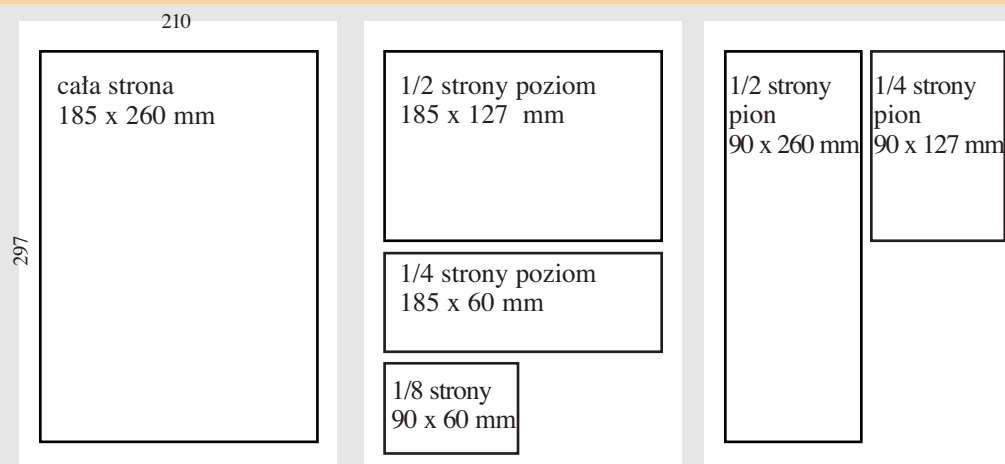 210
297
cała strona
185 x 260 mm
1/2 strony poziom
185 x 127 mm
1/4 strony poziom
185 x 60 mm
1/8 strony
90 x 60 mm
1/2 strony
pion
90 x 260 mm
1/4 strony
pion
90 x 127 mm